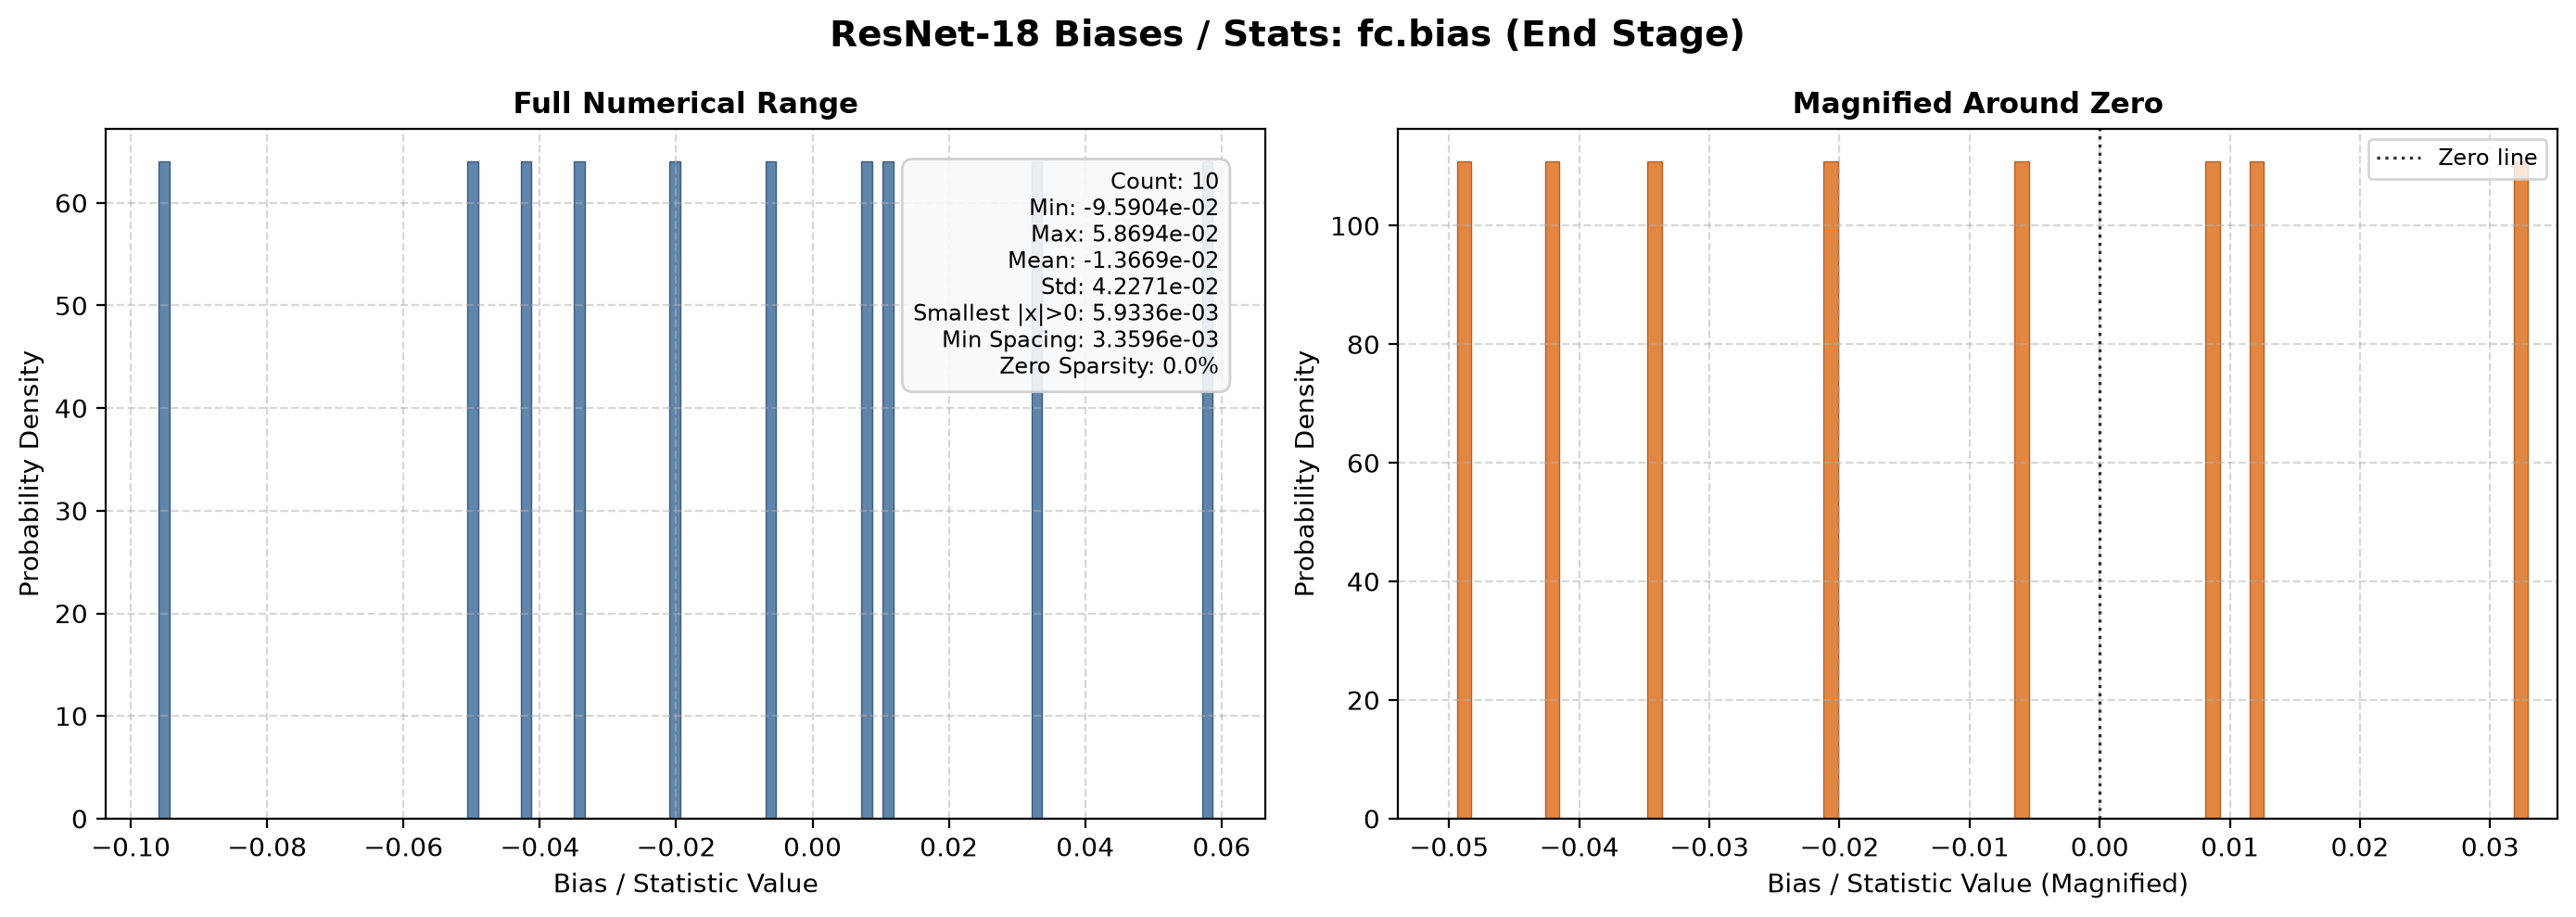 ResNet-18 Biases / Stats: fc.bias (End Stage)
Full Numerical Range
Probability Density
60
50
40
30
20
10
0
Count: 10
Min: -9.5904e-02
Max: 5.8694e-02
Mean: -1.3669e-02
Std: 4.2271e-02
Smallest |x|>0: 5.9336e-03
Min Spacing: 3.3596e-03
Zero Sparsity: 0.0%
−0.10 −0.08 −0.06 −0.04 −0.02 0.00 0.02 0.04 0.06
Bias / Statistic Value
Magnified Around Zero
Probability Density
100
80
60
40
20
0
Zero line
−0.05 −0.04 −0.03 −0.02 −0.01 0.00 0.01 0.02 0.03
Bias / Statistic Value (Magnified)